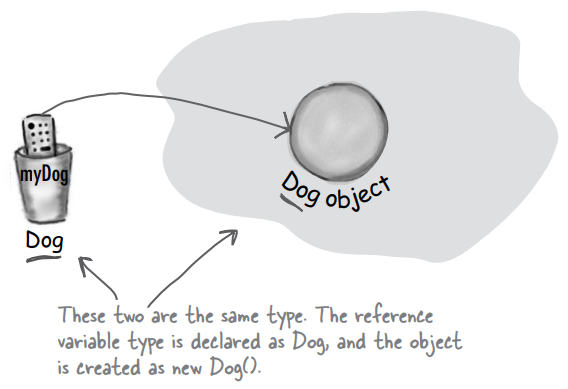 myDog
Dog object
Dog
These two are the same type. The reference
variable type is declared as Dog, and the object
is created as new Dog().